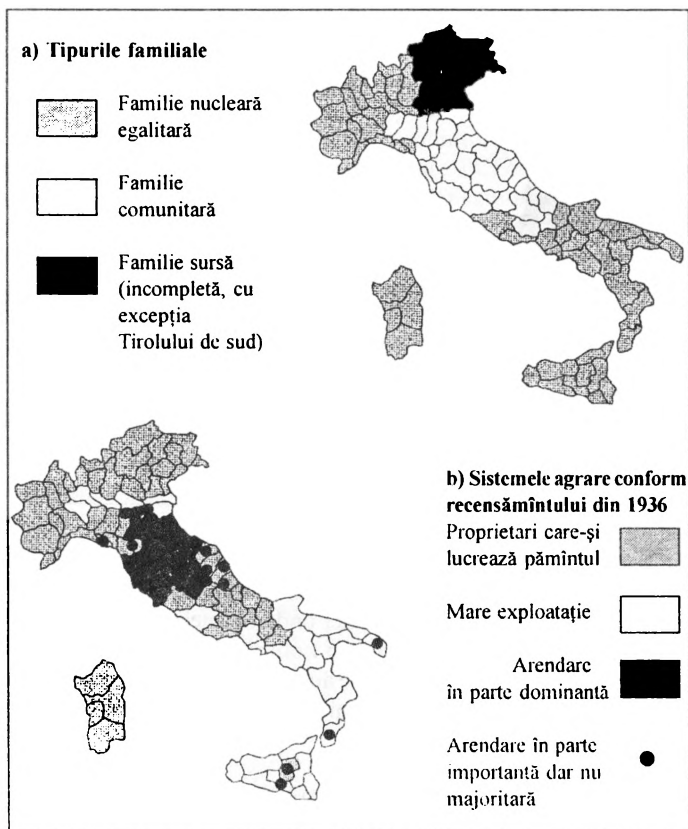 a) Tipurile familiale
Familie nucleară
egalitară
Familie
comunitară
Familie sursă
(incompletă, cu
excepția
Tirolului de sud)
b) Sistemele agrare conform
recensămîntului din 1936
Proprietari care-și
lucrează pămîntul
Mare exploatație
Arendare
în parte dominantă
Arendare în parte
importantă dar nu
majoritară